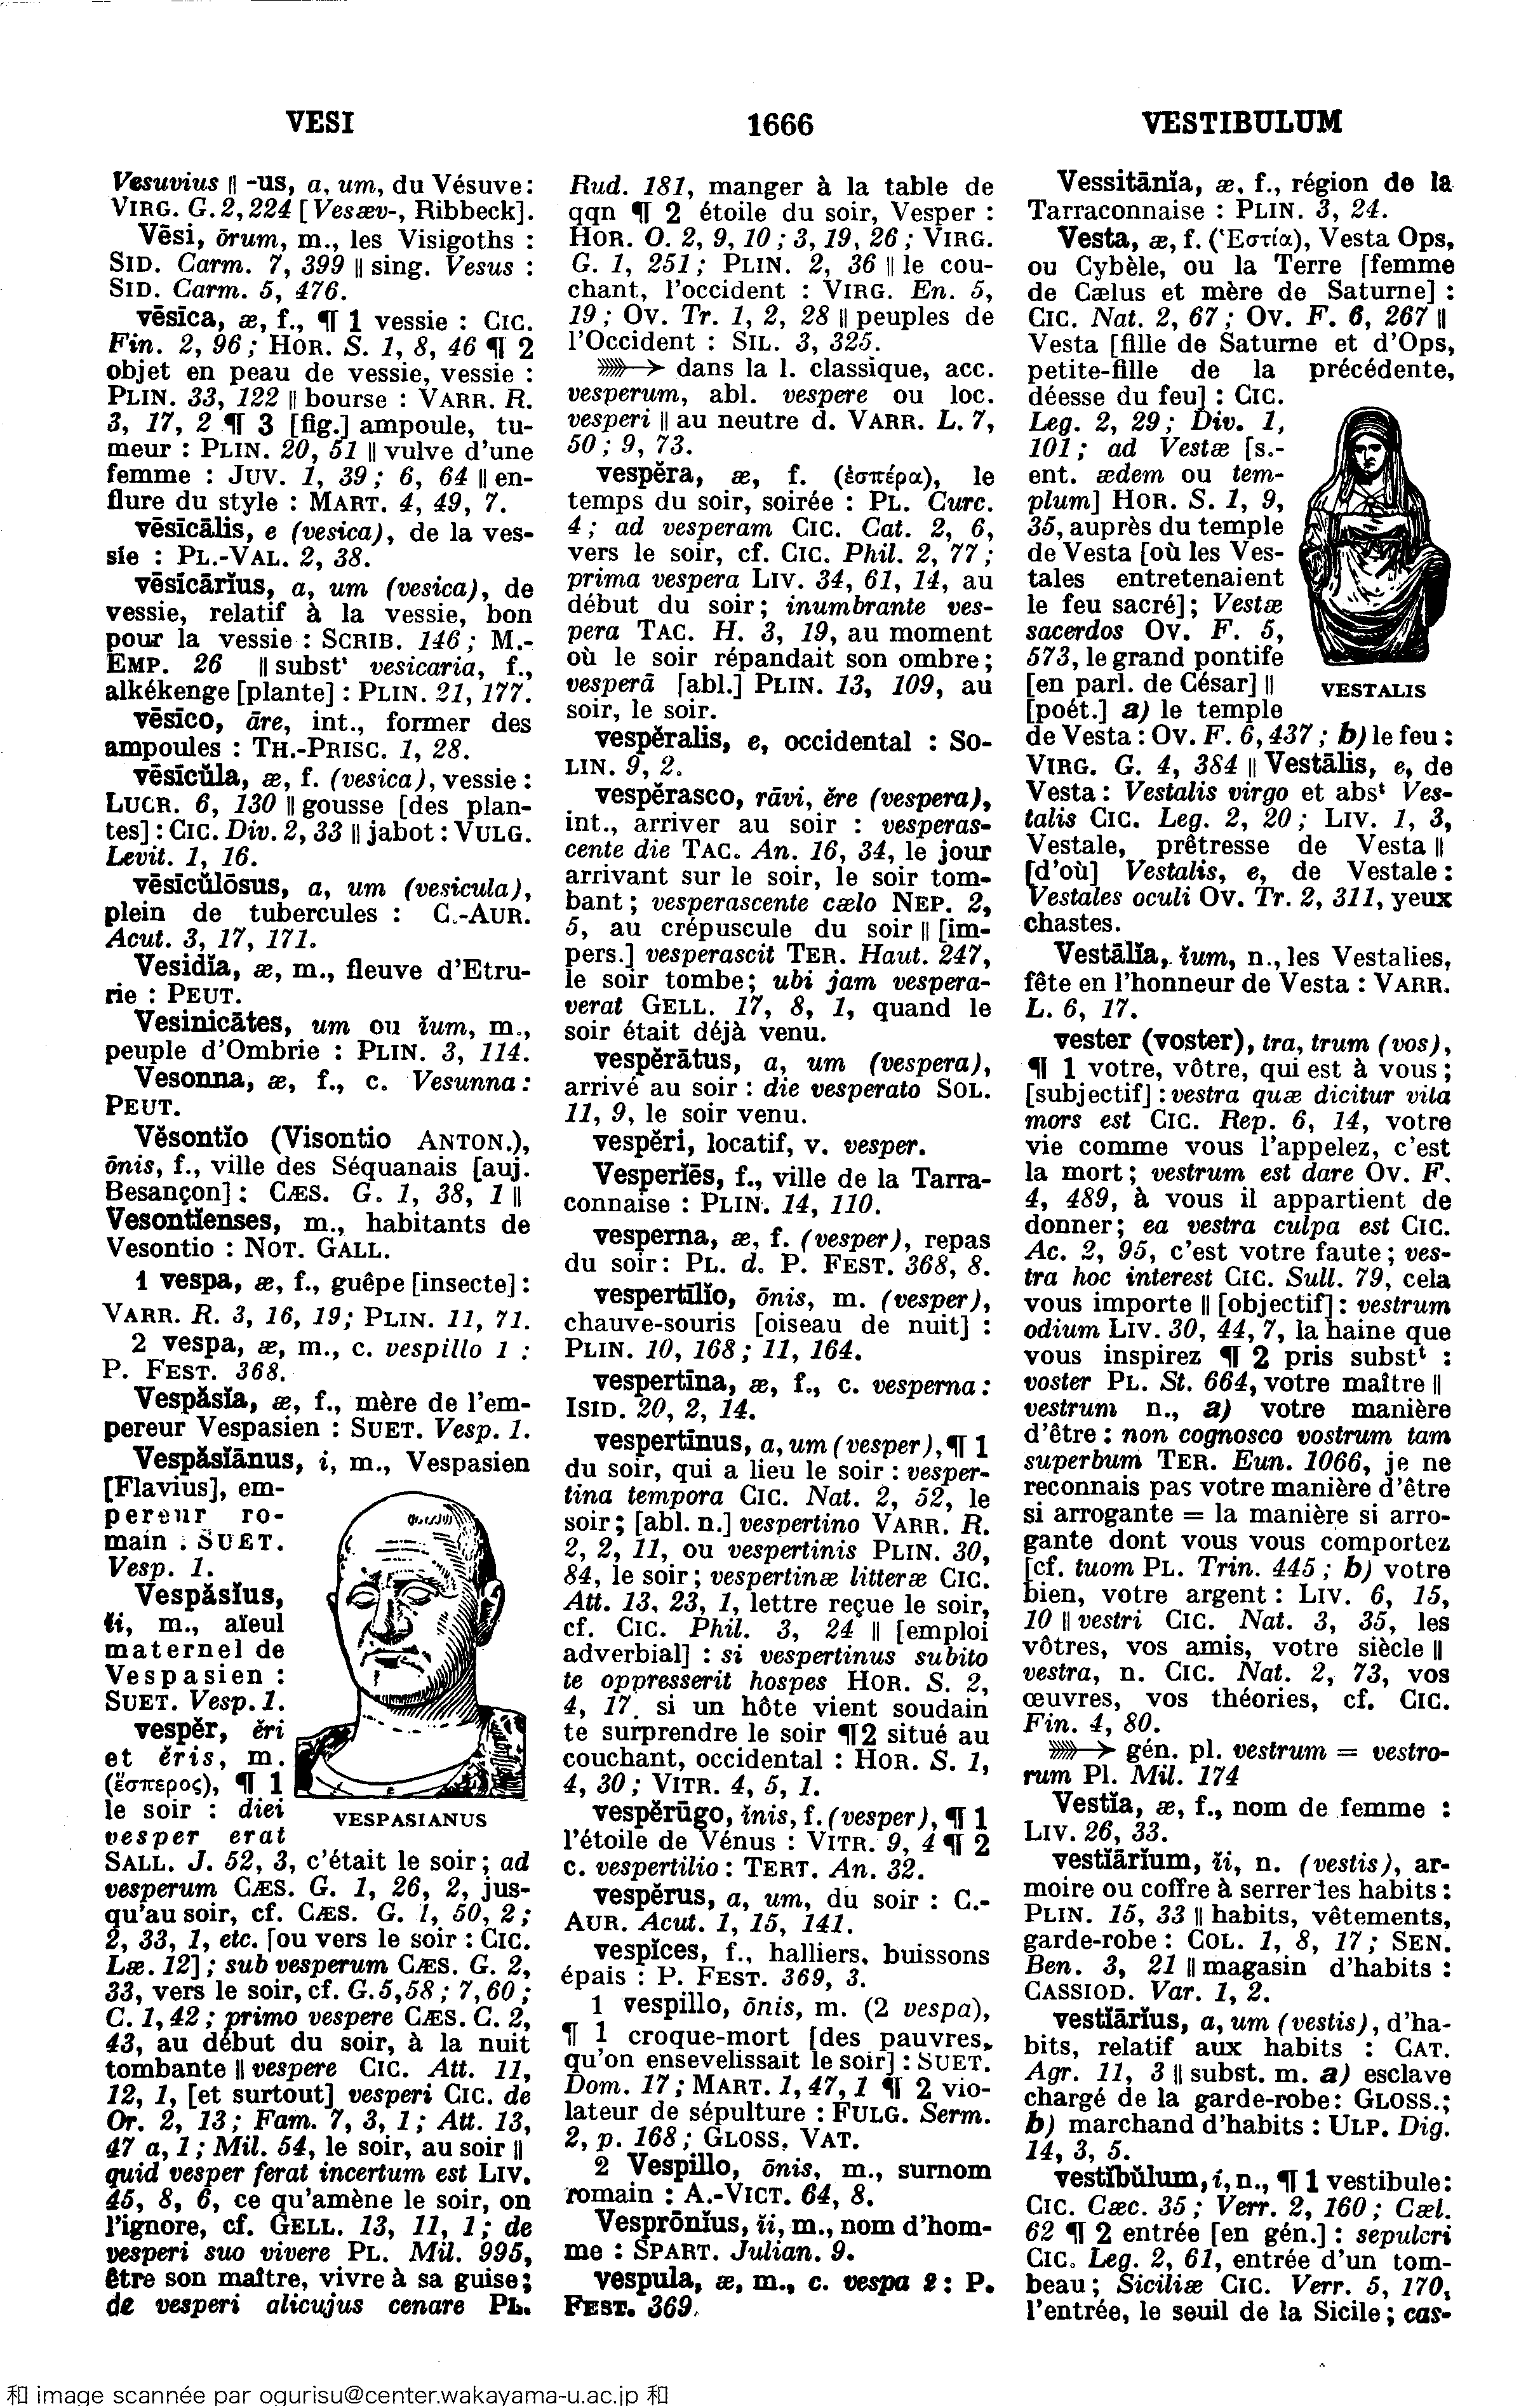 VESI
1666
VESTIBULUM
Vesuvius ‖ -us, a, um, du Vésuve :
VIRG. G. 2, 224 [Vesæv-, Ribbeck].
Vēsi, ōrum, m., les Visigoths :
SID. Carm. 7, 399 ‖ sing. Vesus :
SID. Carm. 5, 476.
vēsīca, æ, f., ¶ 1 vessie : CIC.
Fin. 2, 96 ; HOR. S. 1, 8, 46 ¶ 2
objet en peau de vessie, vessie :
PLIN. 33, 122 ‖ bourse : VARR. R.
3, 17, 2 ¶ 3 [fig.] ampoule, tu-
meur : PLIN. 20, 51 ‖ vulve d'une
femme : JUV. 1, 39 ; 6, 64 ‖ en-
flure du style : MART. 4, 49, 7.
vēsīcālis, e (vesica), de la ves-
sie : PL.-VAL. 2, 38.
vēsīcārĭus, a, um (vesica), de
vessie, relatif à la vessie, bon
pour la vessie : SCRIB. 146 ; M.-
EMP. 26 ‖ substᵗ vesicaria, f.,
alkékenge [plante] : PLIN. 21, 177.
vēsīco, āre, int., former des
ampoules : TH.-PRISC. 1, 28.
vēsīcŭla, æ, f. (vesica), vessie :
LUCR. 6, 130 ‖ gousse [des plan-
tes] : CIC. Div. 2, 33 ‖ jabot : VULG.
Levit. 1, 16.
vēsīcŭlōsus, a, um (vesicula),
plein de tubercules : C.-AUR.
Acut. 3, 17, 171.
Vesidĭa, æ, m., fleuve d'Etru-
rie : PEUT.
Vesinicātes, um ou ĭum, m.,
peuple d'Ombrie : PLIN. 3, 114.
Vesonna, æ, f., c. Vesunna :
PEUT.
Vĕsontĭo (Visontio ANTON.),
ōnis, f., ville des Séquanais [auj.
Besançon] : CÆS. G. 1, 38, 1 ‖
Vesontĭenses, m., habitants de
Vesontio : NOT. GALL.
1 vespa, æ, f., guêpe [insecte] :
VARR. R. 3, 16, 19; PLIN. 11, 71.
2 vespa, æ, m., c. vespillo 1 :
P. FEST. 368.
Vespăsĭa, æ, f., mère de l'em-
pereur Vespasien : SUET. Vesp. 1.
Vespăsĭānus, i, m., Vespasien
[Flavius], em-
pereur ro-
main : SUET.
Vesp. 1.
Vespăsĭus,
ĭi, m., aïeul
maternel de
Vespasien :
SUET. Vesp. 1.
vespĕr, ĕri
et ĕris, m.
(ἕσπερος), ¶ 1
le soir : diei
vesper erat
VESPASIANUS
SALL. J. 52, 3, c'était le soir ; ad
vesperum CÆS. G. 1, 26, 2, jus-
qu'au soir, cf. CÆS. G. 1, 50, 2 ;
2, 33, 1, etc. [ou vers le soir : CIC.
Læ. 12] ; sub vesperum CÆS. G. 2,
33, vers le soir, cf. G. 5, 58 ; 7, 60 ;
C. 1, 42 ; primo vespere CÆS. C. 2,
43, au début du soir, à la nuit
tombante ‖ vespere CIC. Att. 11,
12, 1, [et surtout] vesperi CIC. de
Or. 2, 13 ; Fam. 7, 3, 1 ; Att. 13,
47 a, 1 ; Mil. 54, le soir, au soir ‖
quid vesper ferat incertum est LIV.
45, 8, 6, ce qu'amène le soir, on
l'ignore, cf. GELL. 13, 11, 1; de
vesperi suo vivere PL. Mil. 995,
être son maître, vivre à sa guise ;
de vesperi alicujus cenare PL.
Rud. 181, manger à la table de
qqn ¶ 2 étoile du soir, Vesper :
HOR. O. 2, 9, 10 ; 3, 19, 26 ; VIRG.
G. 1, 251 ; PLIN. 2, 36 ‖ le cou-
chant, l'occident : VIRG. En. 5,
19 ; OV. Tr. 1, 2, 28 ‖ peuples de
l'Occident : SIL. 3, 325.
dans la l. classique, acc.
vesperum, abl. vespere ou loc.
vesperi ‖ au neutre d. VARR. L. 7,
50 ; 9, 73.
vespĕra, æ, f. (ἑσπέρα), le
temps du soir, soirée : PL. Curc.
4 ; ad vesperam CIC. Cat. 2, 6,
vers le soir, cf. CIC. Phil. 2, 77 ;
prima vespera LIV. 34, 61, 14, au
début du soir ; inumbrante ves-
pera TAC. H. 3, 19, au moment
où le soir répandait son ombre ;
vesperā [abl.] PLIN. 13, 109, au
soir, le soir.
vespĕralis, e, occidental : SO-
LIN. 9, 2.
vespĕrasco, rāvi, ĕre (vespera),
int., arriver au soir : vesperas-
cente die TAC. An. 16, 34, le jour
arrivant sur le soir, le soir tom-
bant ; vesperascente cælo NEP. 2,
5, au crépuscule du soir ‖ [im-
pers.] vesperascit TER. Haut. 247,
le soir tombe ; ubi jam vespera-
verat GELL. 17, 8, 1, quand le
soir était déjà venu.
vespĕrātus, a, um (vespera),
arrivé au soir : die vesperato SOL.
11, 9, le soir venu.
vespĕri, locatif, v. vesper.
Vesperĭēs, f., ville de la Tarra-
connaise : PLIN. 14, 110.
vesperna, æ, f. (vesper), repas
du soir : PL. d. P. FEST. 368, 8.
vespertīlĭo, ōnis, m. (vesper),
chauve-souris [oiseau de nuit] :
PLIN. 10, 168 ; 11, 164.
vespertīna, æ, f., c. vesperna :
ISID. 20, 2, 14.
vespertīnus, a, um (vesper), ¶ 1
du soir, qui a lieu le soir : vesper-
tina tempora CIC. Nat. 2, 52, le
soir ; [abl. n.] vespertino VARR. R.
2, 2, 11, ou vespertinis PLIN. 30,
84, le soir ; vespertinæ litteræ CIC.
Att. 13, 23, 1, lettre reçue le soir,
cf. CIC. Phil. 3, 24 ‖ [emploi
adverbial] : si vespertinus subito
te oppresserit hospes HOR. S. 2,
4, 17, si un hôte vient soudain
te surprendre le soir ¶ 2 situé au
couchant, occidental : HOR. S. 1,
4, 30 ; VITR. 4, 5, 1.
vespĕrūgo, ĭnis, f. (vesper), ¶ 1
l'étoile de Vénus : VITR. 9, 4 ¶ 2
c. vespertilio : TERT. An. 32.
vespĕrus, a, um, du soir : C.-
AUR. Acut. 1, 15, 141.
vespĭces, f., halliers, buissons
épais : P. FEST. 369, 3.
1 vespillo, ōnis, m. (2 vespa),
¶ 1 croque-mort [des pauvres,
qu'on ensevelissait le soir] : SUET.
Dom. 17 ; MART. 1, 47, 1 ¶ 2 vio-
lateur de sépulture : FULG. Serm.
2, p. 168 ; GLOSS. VAT.
2 Vespillo, ōnis, m., surnom
romain : A.-VICT. 64, 8.
Vesprōnĭus, ĭi, m., nom d'hom-
me : SPART. Julian. 9.
vespula, æ, m., c. vespa 2 : P.
FEST. 369.
Vessitānĭa, æ, f., région de la
Tarraconnaise : PLIN. 3, 24.
Vesta, æ, f. (Ἑστία), Vesta Ops,
ou Cybèle, ou la Terre [femme
de Cælus et mère de Saturne] :
CIC. Nat. 2, 67 ; OV. F. 6, 267 ‖
Vesta [fille de Saturne et d'Ops,
petite-fille de la précédente,
déesse du feu] : CIC.
Leg. 2, 29 ; Div. 1,
101 ; ad Vestæ [s.-
ent. ædem ou tem-
plum] HOR. S. 1, 9,
35, auprès du temple
de Vesta [où les Ves-
tales entretenaient
le feu sacré] ; Vestæ
sacerdos OV. F. 5,
573, le grand pontife
[en parl. de César] ‖
[poét.] a) le temple
VESTALIS
de Vesta : OV. F. 6, 437 ; b) le feu :
VIRG. G. 4, 384 ‖ Vestālis, e, de
Vesta : Vestalis virgo et absᵗ Ves-
talis CIC. Leg. 2, 20 ; LIV. 1, 3,
Vestale, prêtresse de Vesta ‖
[d'où] Vestalis, e, de Vestale :
Vestales oculi OV. Tr. 2, 311, yeux
chastes.
Vestālĭa, ĭum, n., les Vestalies,
fête en l'honneur de Vesta : VARR.
L. 6, 17.
vester (voster), tra, trum (vos),
¶ 1 votre, vôtre, qui est à vous ;
[subjectif] : vestra quæ dicitur vita
mors est CIC. Rep. 6, 14, votre
vie comme vous l'appelez, c'est
la mort ; vestrum est dare OV. F.
4, 489, à vous il appartient de
donner ; ea vestra culpa est CIC.
Ac. 2, 95, c'est votre faute ; ves-
tra hoc interest CIC. Sull. 79, cela
vous importe ‖ [objectif] : vestrum
odium LIV. 30, 44, 7, la haine que
vous inspirez ¶ 2 pris substᵗ :
voster PL. St. 664, votre maître ‖
vestrum n., a) votre manière
d'être : non cognosco vostrum tam
superbum TER. Eun. 1066, je ne
reconnais pas votre manière d'être
si arrogante = la manière si arro-
gante dont vous vous comportez
[cf. tuom PL. Trin. 445 ; b) votre
bien, votre argent : LIV. 6, 15,
10 ‖ vestri CIC. Nat. 3, 35, les
vôtres, vos amis, votre siècle ‖
vestra, n. CIC. Nat. 2, 73, vos
œuvres, vos théories, cf. CIC.
Fin. 4, 80.
gén. pl. vestrum = vestro-
rum Pl. Mil. 174
Vestĭa, æ, f., nom de femme :
LIV. 26, 33.
vestĭārĭum, ĭi, n. (vestis), ar-
moire ou coffre à serrer les habits :
PLIN. 15, 33 ‖ habits, vêtements,
garde-robe : COL. 1, 8, 17 ; SEN.
Ben. 3, 21 ‖ magasin d'habits :
CASSIOD. Var. 1, 2.
vestĭārĭus, a, um (vestis), d'ha-
bits, relatif aux habits : CAT.
Agr. 11, 3 ‖ subst. m. a) esclave
chargé de la garde-robe : GLOSS.;
b) marchand d'habits : ULP. Dig.
14, 3, 5.
vestĭbŭlum, i, n., ¶ 1 vestibule :
CIC. Cæc. 35 ; Verr. 2, 160 ; Cæl.
62 ¶ 2 entrée [en gén.] : sepulcri
CIC. Leg. 2, 61, entrée d'un tom-
beau ; Siciliæ CIC. Verr. 5, 170,
l'entrée, le seuil de la Sicile ; cas-
和 image scannée par ogurisu@center.wakayama-u.ac.jp 和